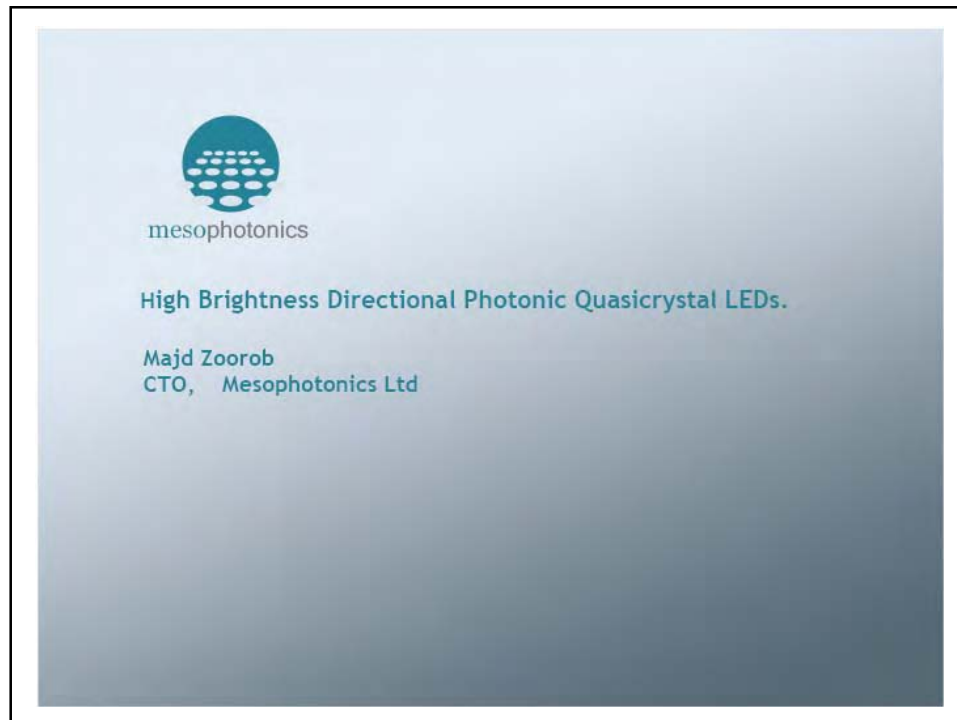 mesophotonics
High Brightness Directional Photonic Quasicrystal LEDs.
Majd Zoorob
CTO, Mesophotonics Ltd